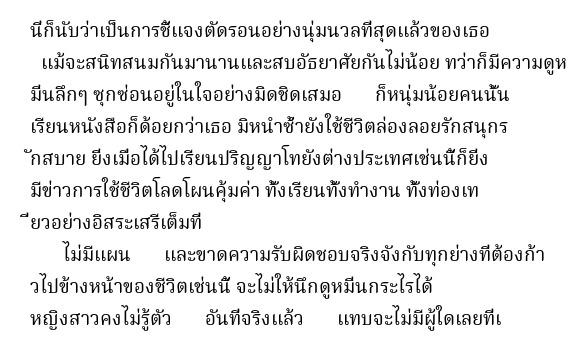 นี่ก็นับว่าเป็นการชี้แจงตัดรอนอย่างนุ่มนวลที่สุดแล้วของเธอ
แม้จะสนิทสนมกันมานานและสบอัธยาศัยกันไม่น้อย ทว่าก็มีความดูห
มิ่นลึกๆ ซุกซ่อนอยู่ในใจอย่างมิดชิดเสมอ ก็หนุ่มน้อยคนนั้น
เรียนหนังสือก็ด้อยกว่าเธอ มิหนำซ้ำยังใช้ชีวิตล่องลอยรักสนุกร
ักสบาย ยิ่งเมื่อได้ไปเรียนปริญญาโทยังต่างประเทศเช่นนี้ก็ยิ่ง
มีข่าวการใช้ชีวิตโลดโผนคุ้มค่า ทั้งเรียนทั้งทำงาน ทั้งท่องเท
ี่ยวอย่างอิสระเสรีเต็มที่
ไม่มีแผน และขาดความรับผิดชอบจริงจังกับทุกย่างที่ต้องก้า
วไปข้างหน้าของชีวิตเช่นนี้ จะไม่ให้นึกดูหมิ่นกระไรได้
หญิงสาวคงไม่รู้ตัว อันที่จริงแล้ว แทบจะไม่มีผู้ใดเลยที่เ